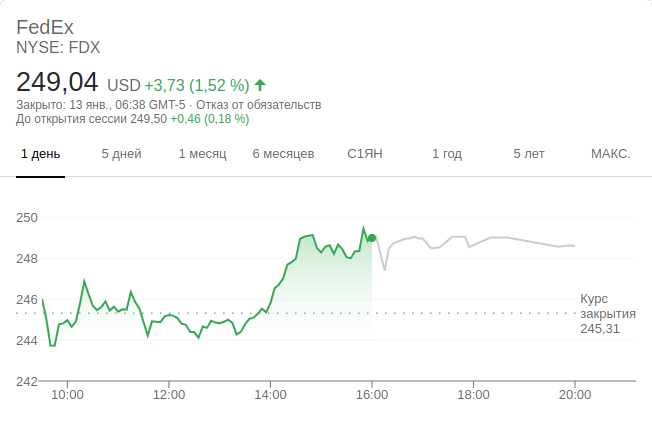 FedEx
NYSE: FDX
249,04 USD +3,73 (1,52 %)
Закрыто: 13 янв., 06:38 GMT-5 · Отказ от обязательств
До открытия сессии 249,50 +0,46 (0,18 %)
1 день 5 дней 1 месяц 6 месяцев С1ЯН 1 год 5 лет МАКС.
250
248
246
Курс
закрытия
245,31
244
242
10:00 12:00 14:00 16:00 18:00 20:00